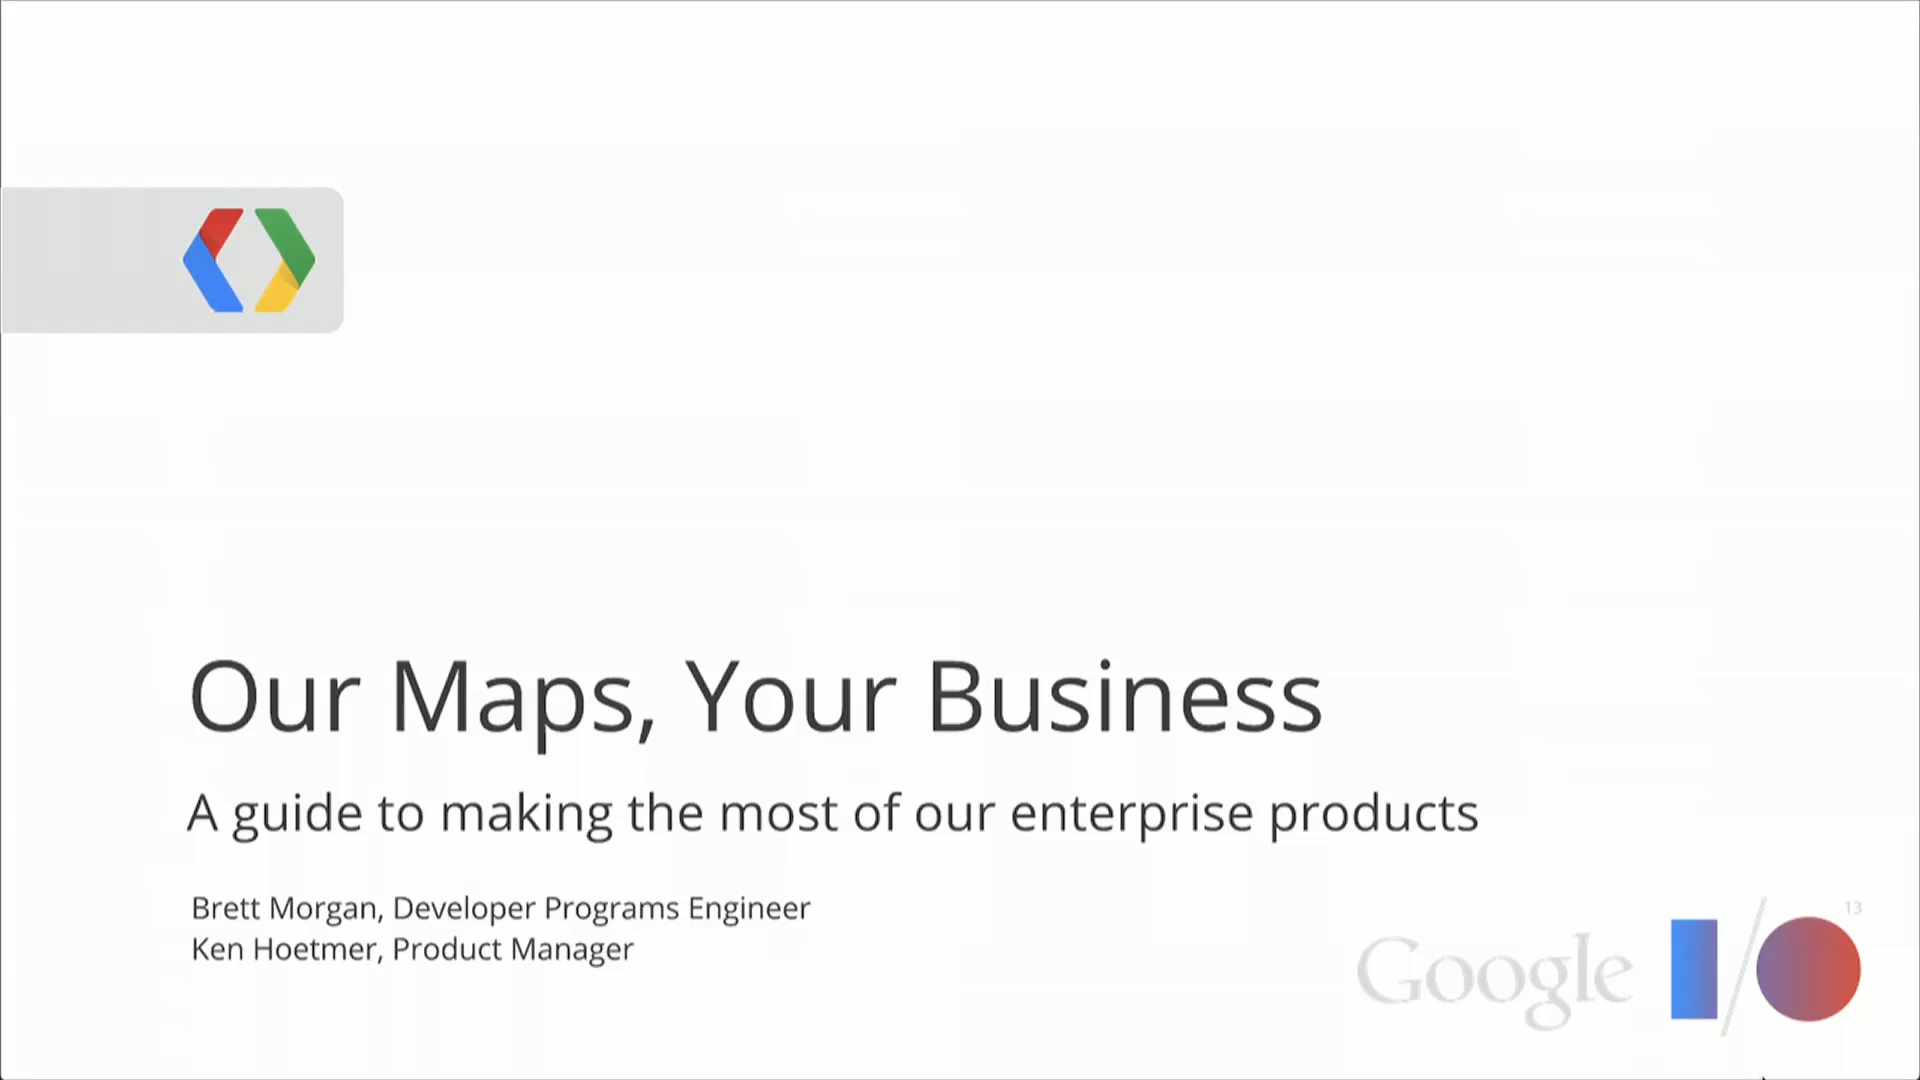 Our Maps, Your Business
A guide to making the most of our enterprise products
Brett Morgan, Developer Programs Engineer
Ken Hoetmer, Product Manager
Google I/O 13